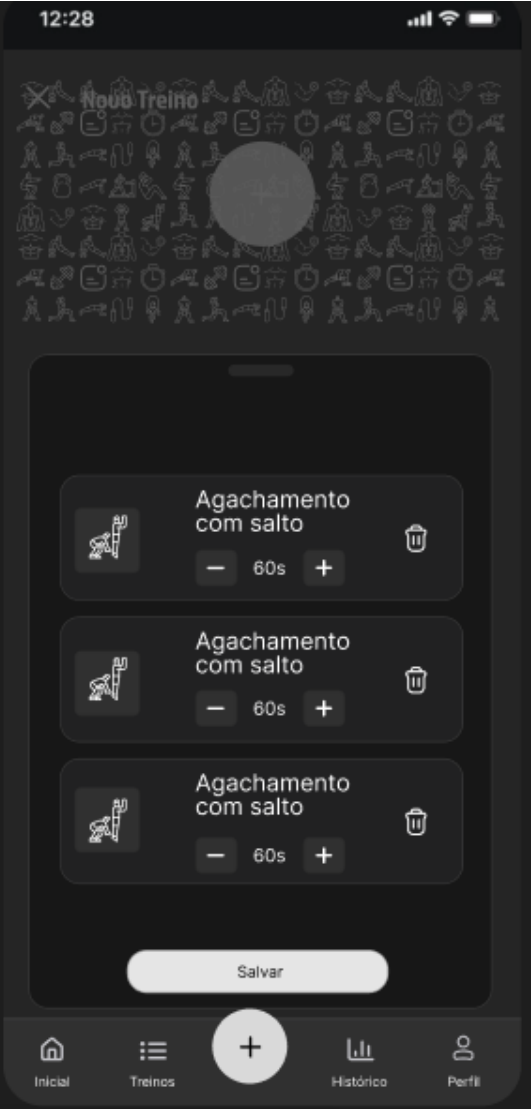 12:28
Novo Treino
Agachamento
com salto
60s
Agachamento
com salto
60s
Agachamento
com salto
60s
Salvar
Inicial
Treinos
Histórico
Perfil